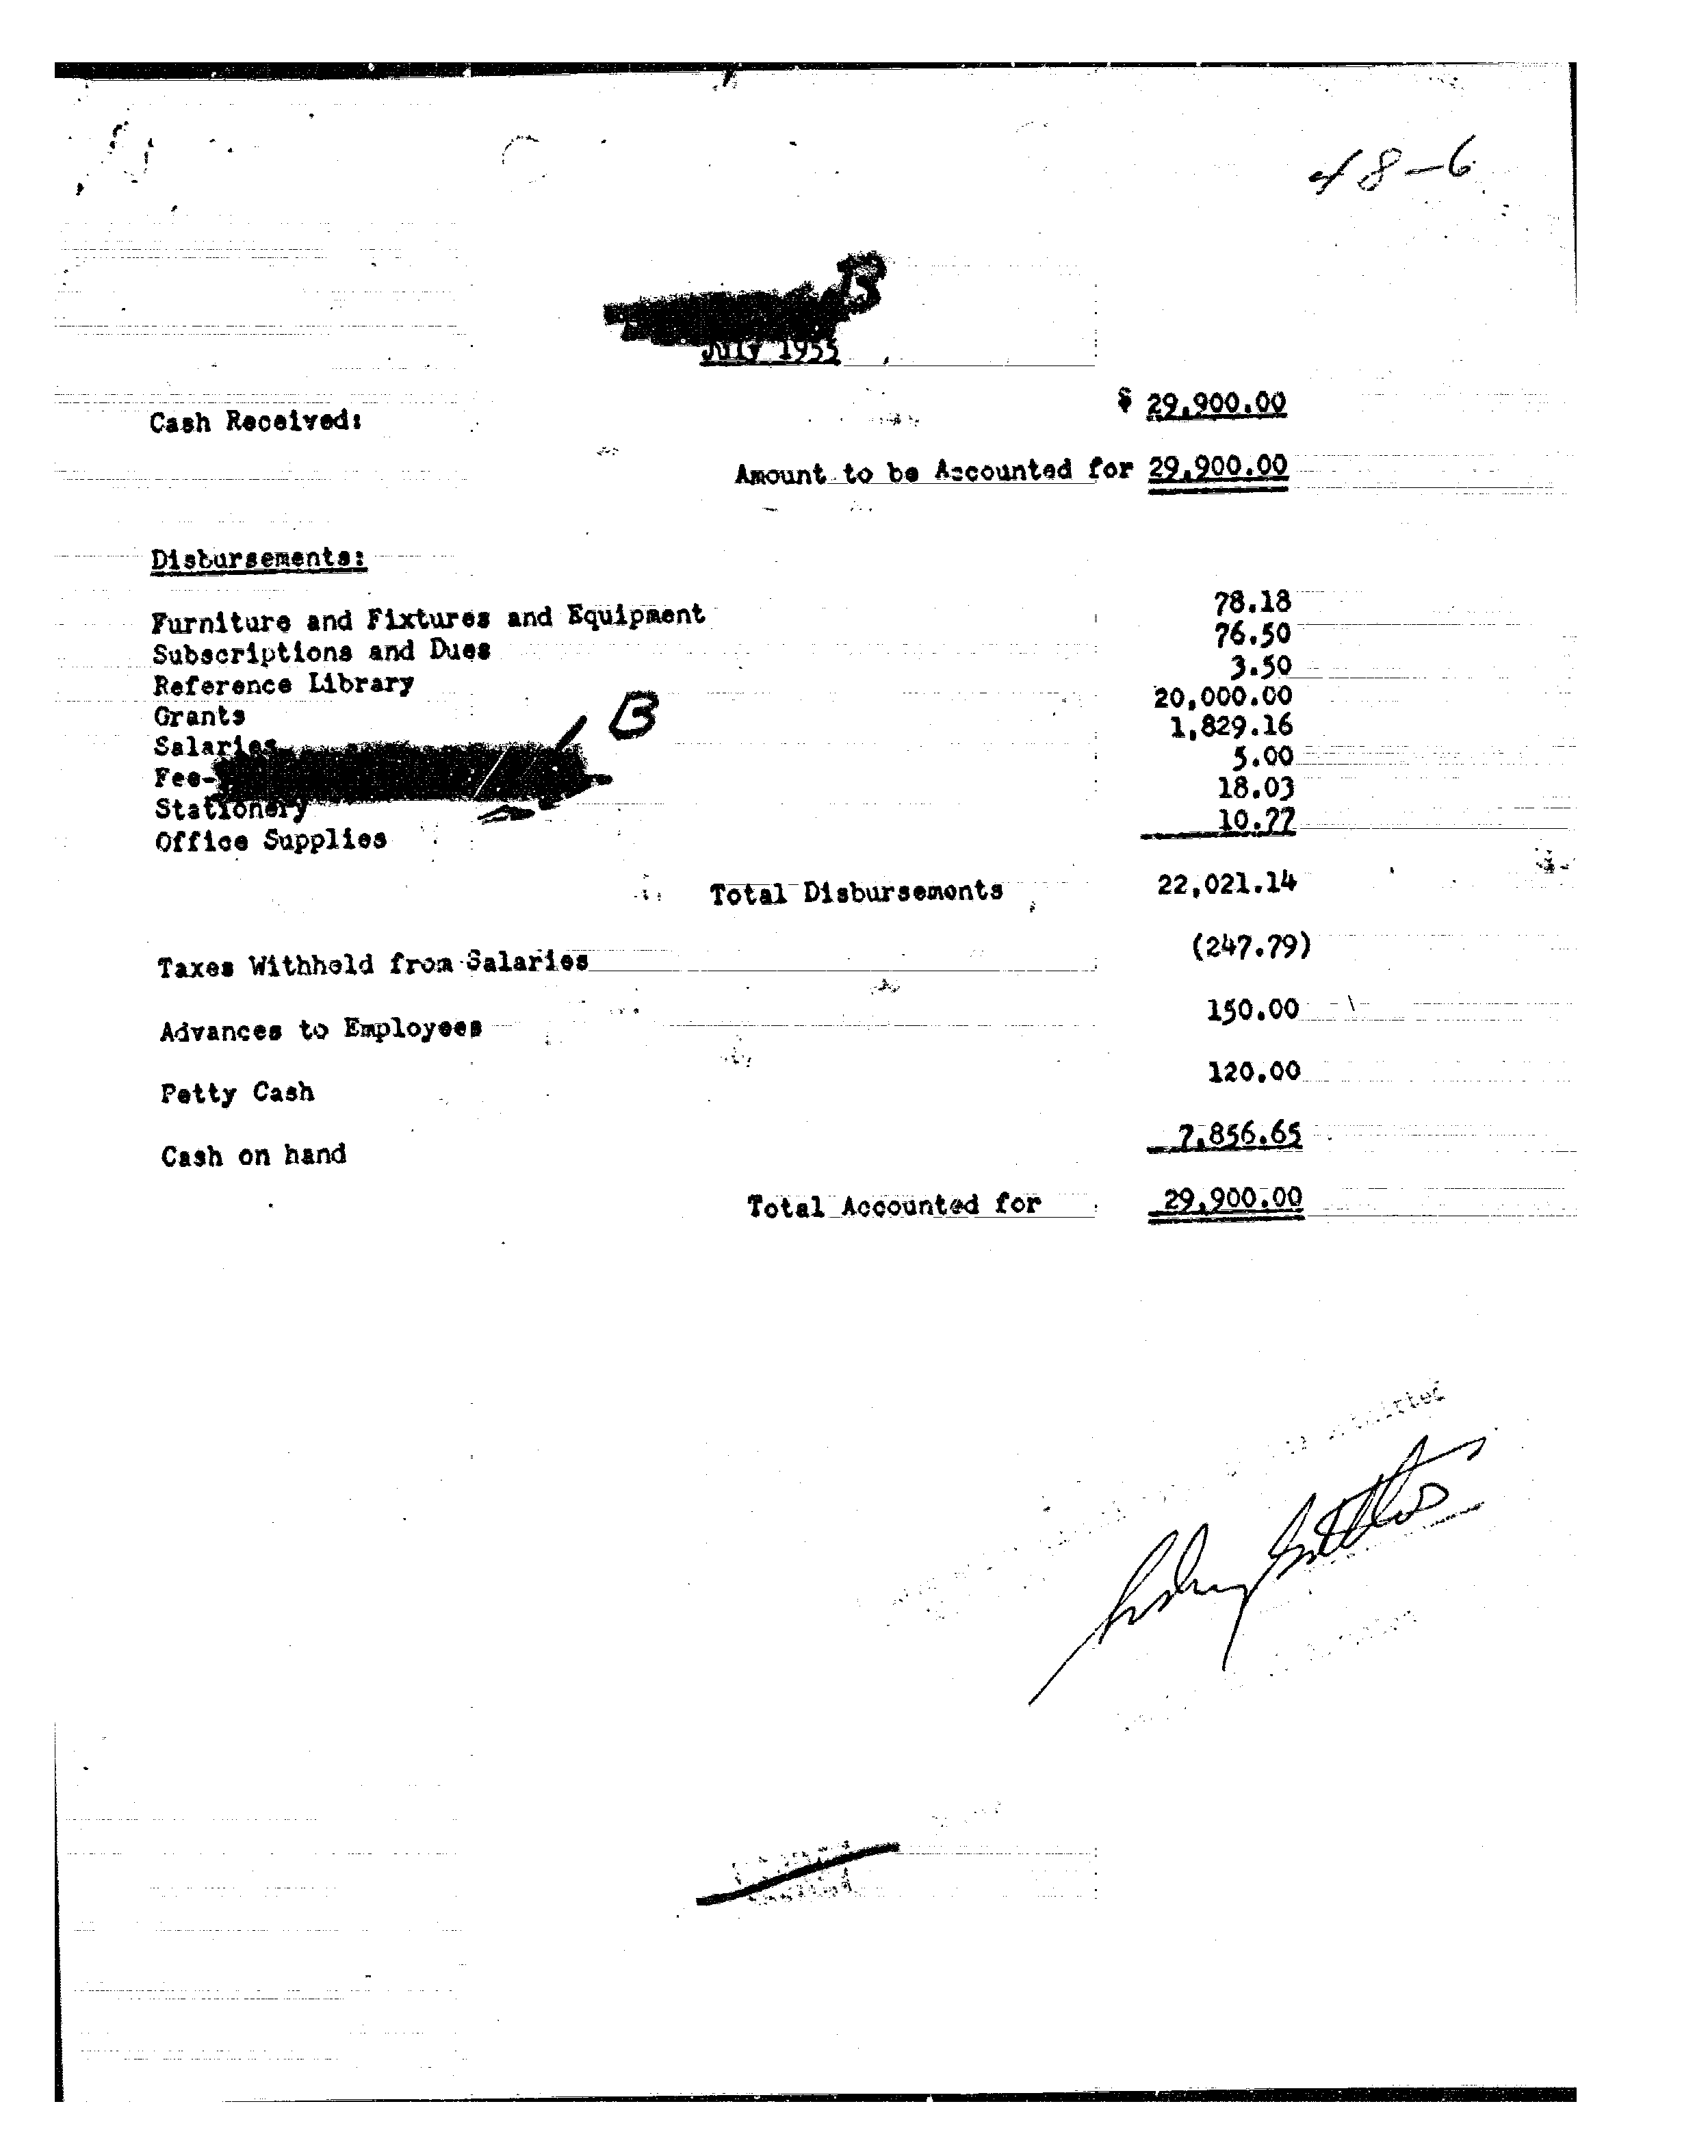 8-6
B
July 1955
Cash Received: $ 29,900.00
Amount to be Accounted for 29,900.00
Disbursements:
Furniture and Fixtures and Equipment 78.18
Subscriptions and Dues 76.50
Reference Library 3.50
Grants 20,000.00
B
Salaries 1,829.16
Fee- 5.00
Stationery 18.03
Office Supplies 10.77
Total Disbursements 22,021.14
Taxes Withheld from Salaries (247.79)
Advances to Employees 150.00
Petty Cash 120.00
Cash on hand 7,856.65
Total Accounted for 29,900.00